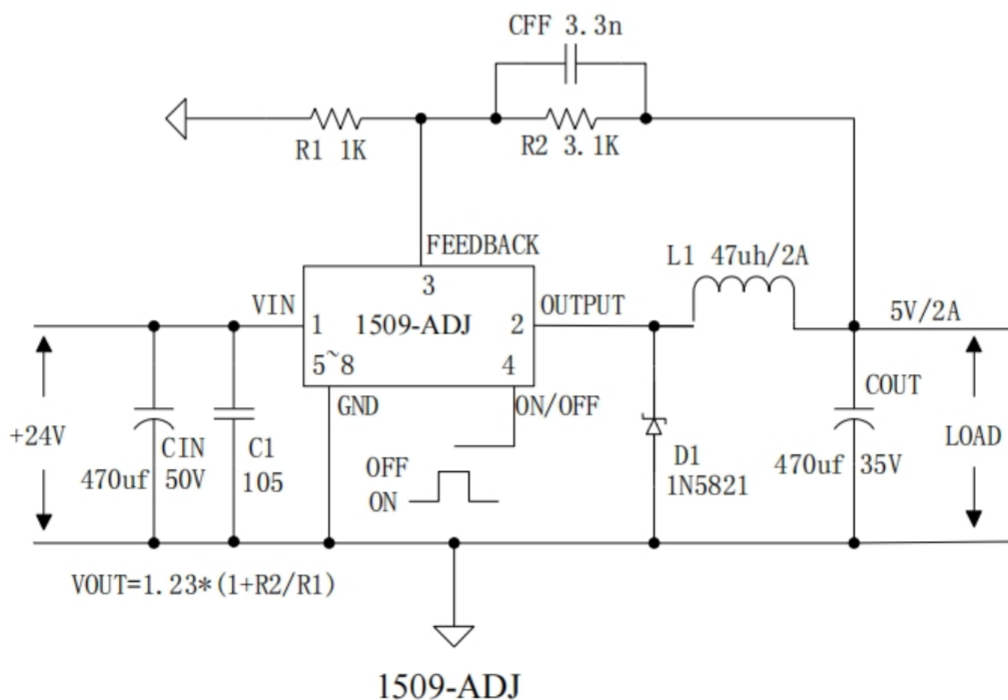 CFF 3.3n
R1 1K
R2 3.1K
FEEDBACK
L1 47uh/2A
3
VIN
OUTPUT
5V/2A
1
1509-ADJ
2
5~8
4
GND
ON/OFF
COUT
+24V
CIN
C1
LOAD
470uf
50V
105
D1
470uf
35V
OFF
1N5821
ON
VOUT=1.23*(1+R2/R1)
1509-ADJ